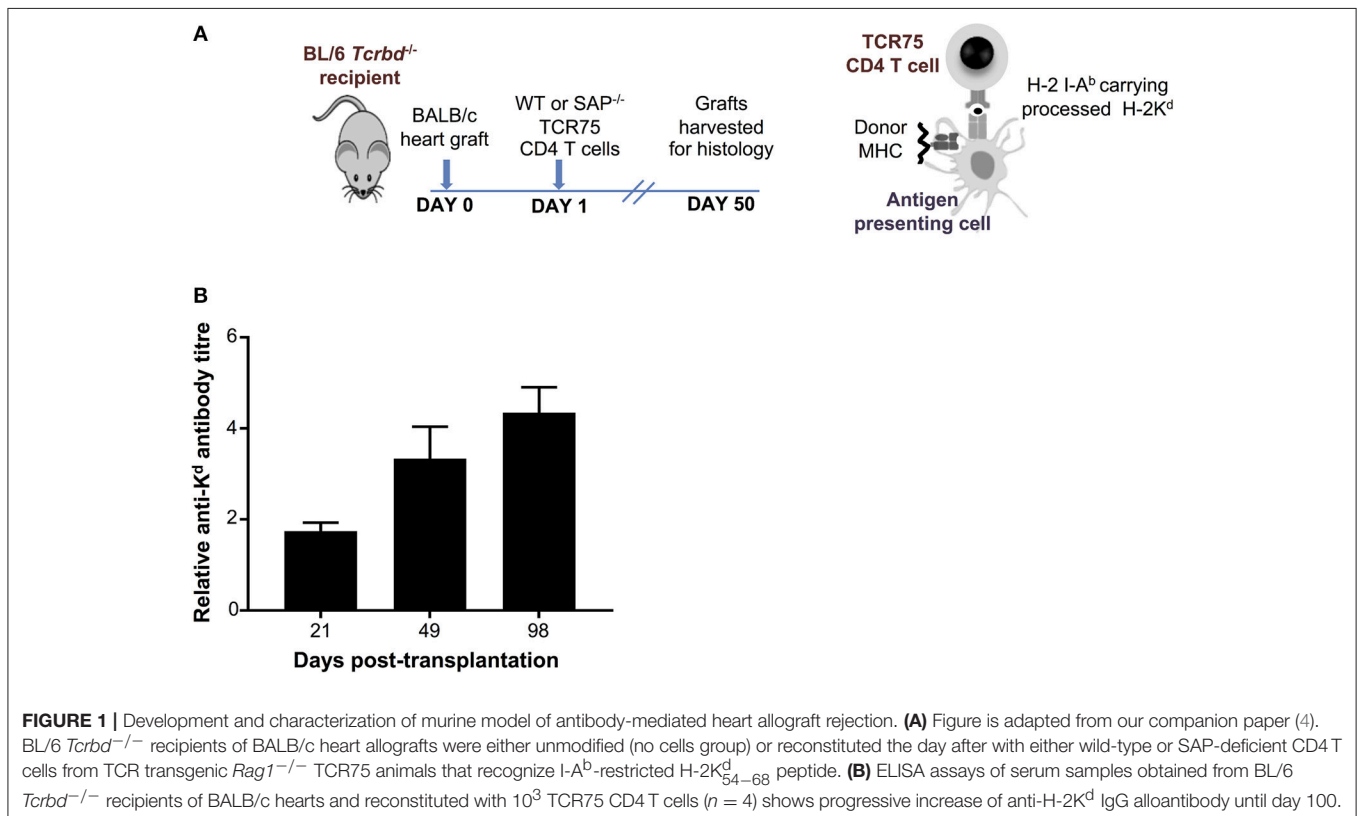 A
BL/6 Tcrbd-/-
recipient
BALB/c
heart graft
WT or SAP-/-
TCR75
CD4 T cells
Grafts
harvested
for histology
DAY 0
DAY 1
DAY 50
TCR75
CD4 T cell
H-2 I-Aᵇ carrying
processed H-2Kᵈ
Donor
MHC
Antigen
presenting cell
B
Relative anti-Kᵈ antibody titre
6
4
2
0
21
49
98
Days post-transplantation
FIGURE 1 | Development and characterization of murine model of antibody-mediated heart allograft rejection. (A) Figure is adapted from our companion paper (4).
BL/6 Tcrbd−/− recipients of BALB/c heart allografts were either unmodified (no cells group) or reconstituted the day after with either wild-type or SAP-deficient CD4 T
cells from TCR transgenic Rag1−/− TCR75 animals that recognize I-Aᵇ-restricted H-2Kᵈ₅₄₋₆₈ peptide. (B) ELISA assays of serum samples obtained from BL/6
Tcrbd−/− recipients of BALB/c hearts and reconstituted with 10³ TCR75 CD4 T cells (n = 4) shows progressive increase of anti-H-2Kᵈ IgG alloantibody until day 100.